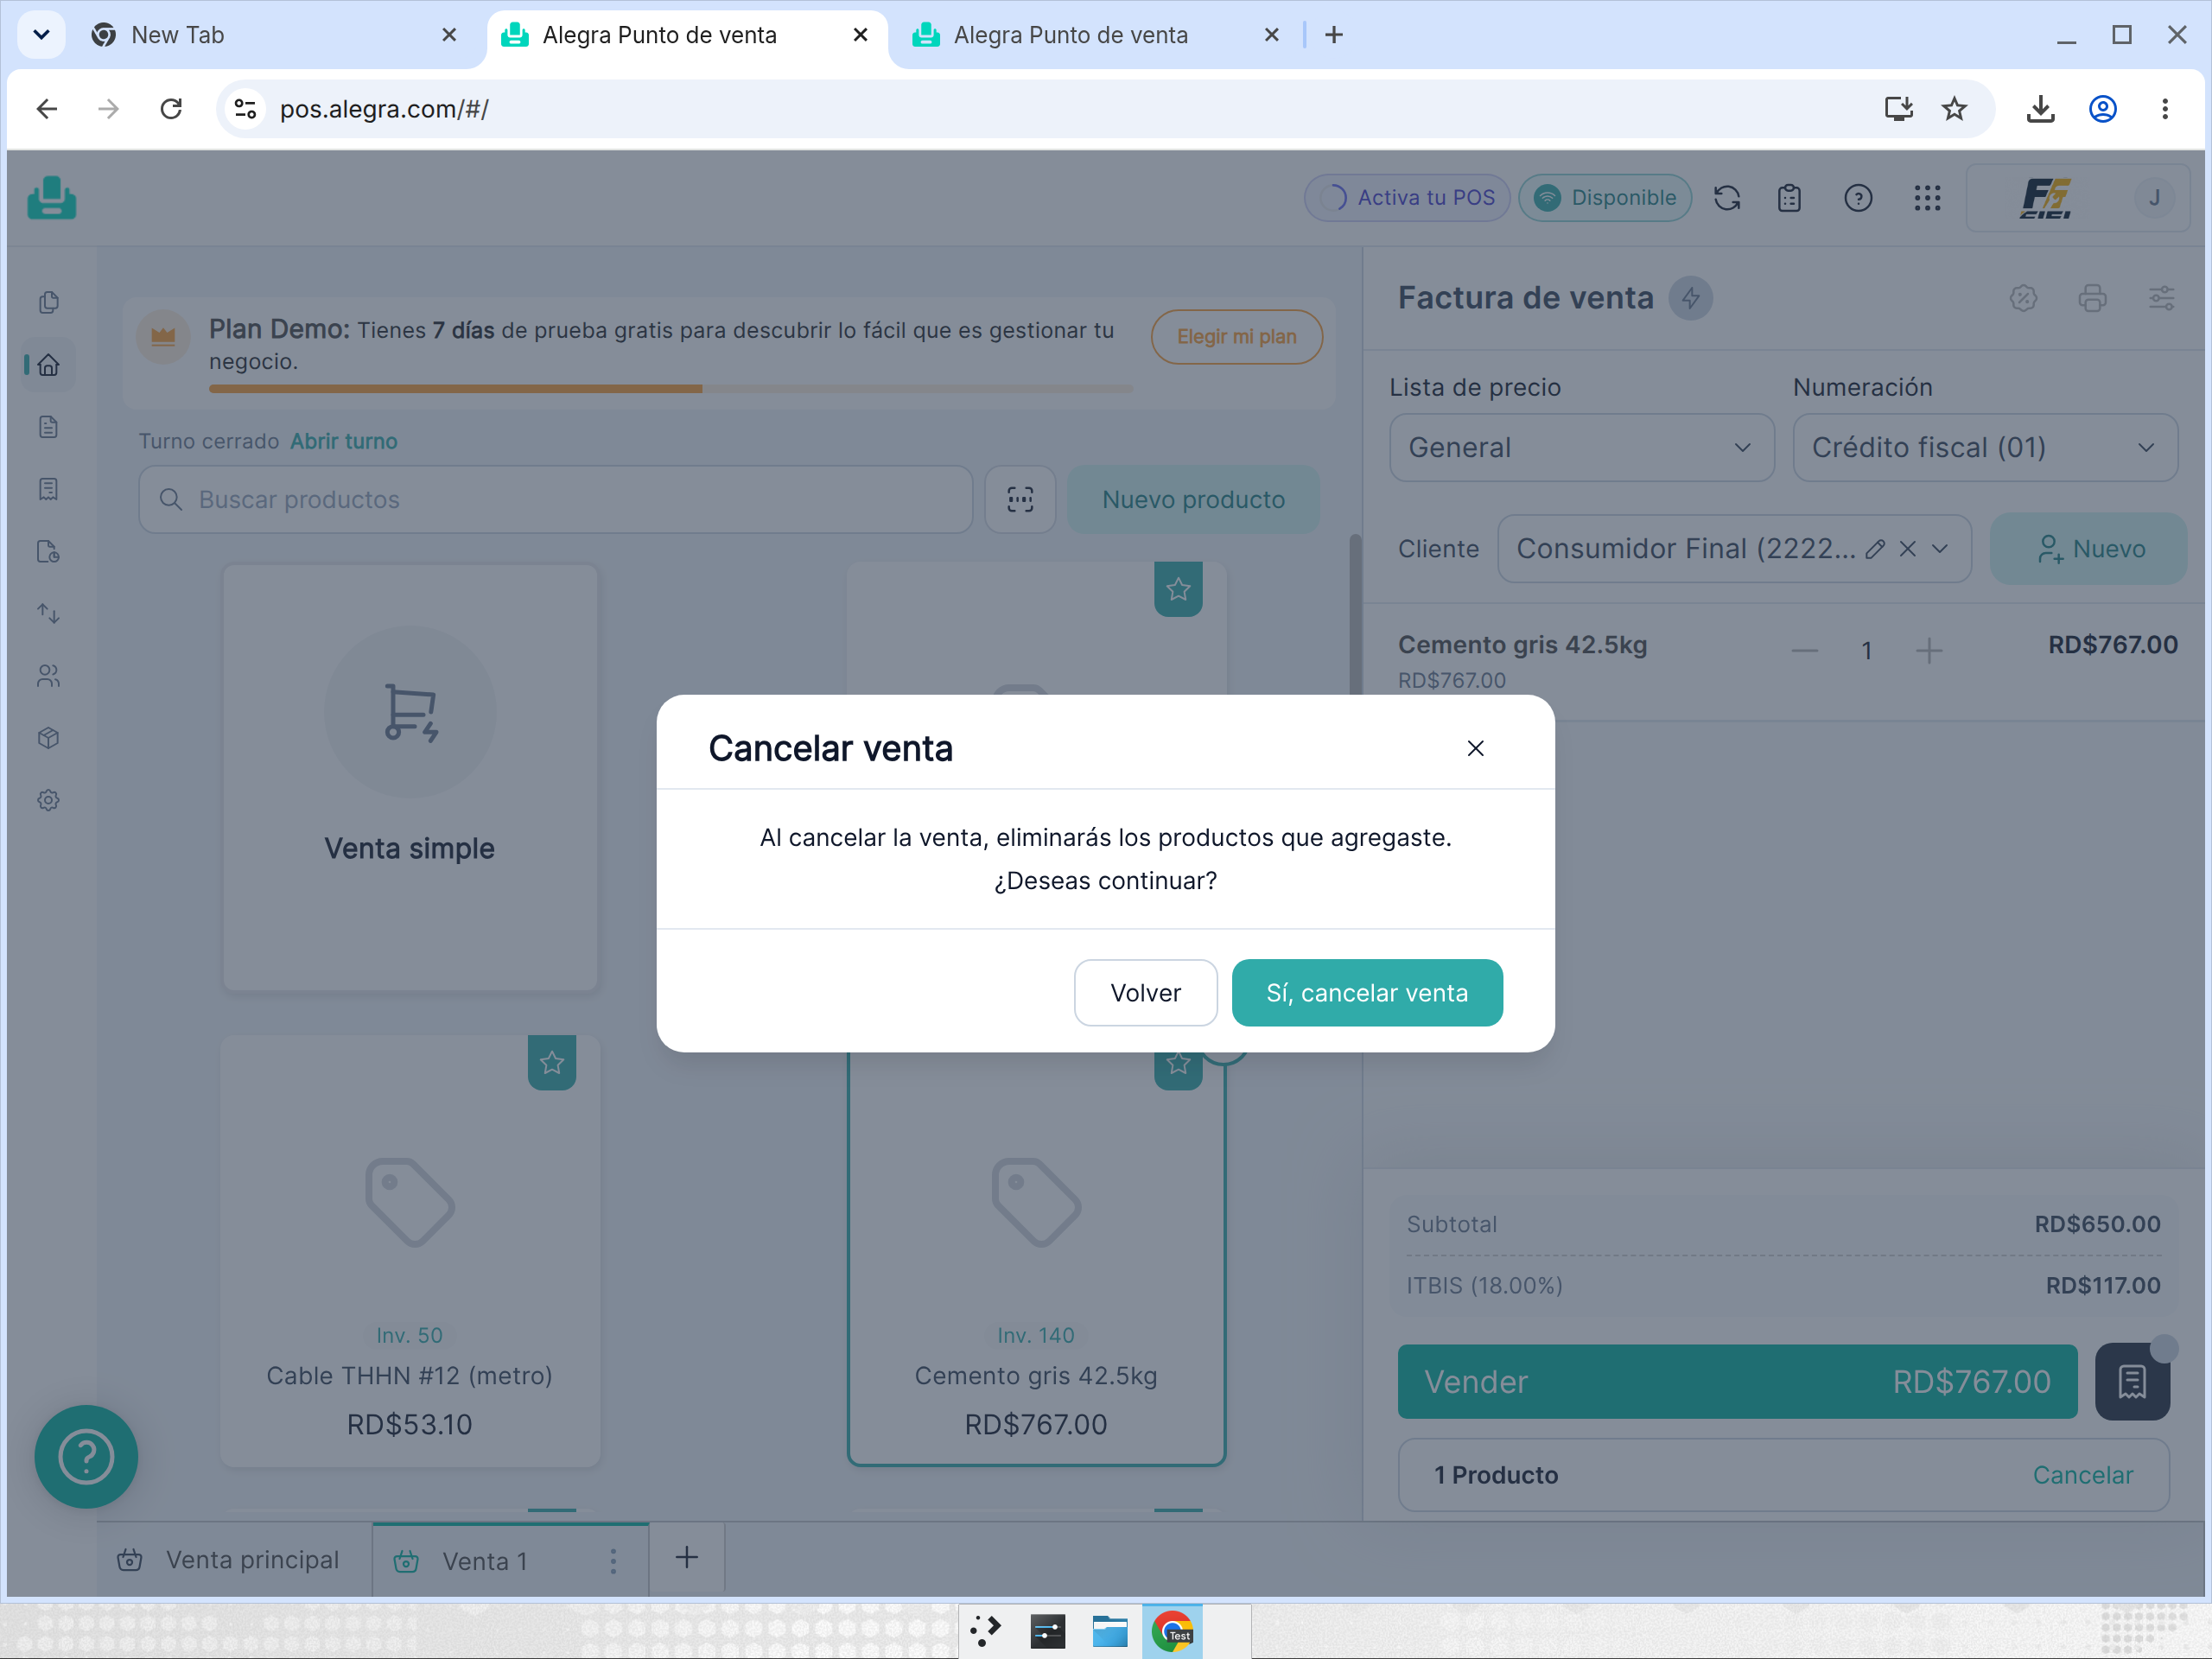 New Tab
Alegra Punto de venta
Alegra Punto de venta
pos.alegra.com/#/
Activa tu POS
Disponible
J
Plan Demo: Tienes 7 días de prueba gratis para descubrir lo fácil que es gestionar tu
negocio.
Elegir mi plan
Turno cerrado Abrir turno
Buscar productos
Nuevo producto
Venta simple
Inv. 50
Cable THHN #12 (metro)
RD$53.10
Inv. 140
Cemento gris 42.5kg
RD$767.00
Factura de venta
Lista de precio
Numeración
General
Crédito fiscal (01)
Cliente
Consumidor Final (2222...
Nuevo
Cemento gris 42.5kg
1
RD$767.00
RD$767.00
Cancelar venta
Al cancelar la venta, eliminarás los productos que agregaste.
¿Deseas continuar?
Volver
Sí, cancelar venta
Subtotal
RD$650.00
ITBIS (18.00%)
RD$117.00
Vender
RD$767.00
1 Producto
Cancelar
Venta principal
Venta 1
Test